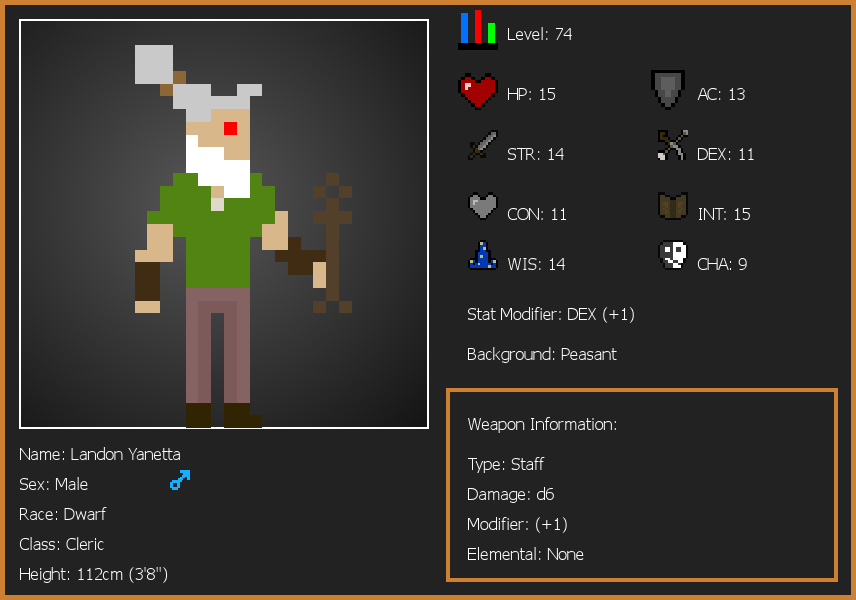 Level: 74
HP: 15
AC: 13
STR: 14
DEX: 11
CON: 11
INT: 15
WIS: 14
CHA: 9
Stat Modifier: DEX (+1)
Background: Peasant
Weapon Information:
Type: Staff
Damage: d6
Modifier: (+1)
Elemental: None
Name: Landon Yanetta
Sex: Male
Race: Dwarf
Class: Cleric
Height: 112cm (3'8")